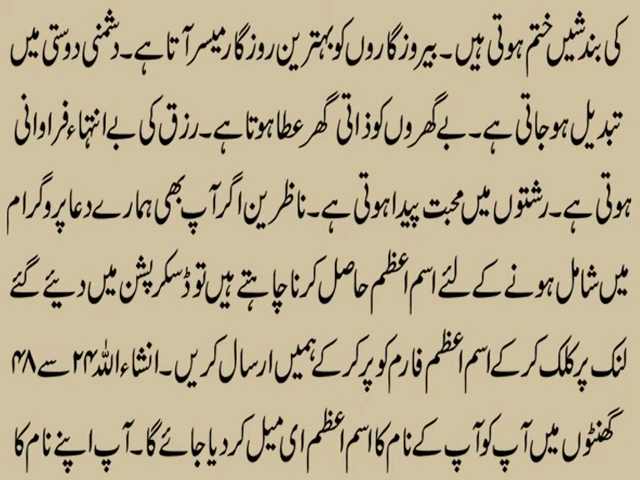 کی بندشیں ختم ہوتی ہیں۔ بیروزگاروں کو بہترین روزگار میسر آتا ہے۔ دشمنی دوستی میں
تبدیل ہو جاتی ہے۔ بے گھروں کو ذاتی گھر عطا ہوتا ہے۔ رزق کی بے انتہاء فراوانی
ہوتی ہے۔ رشتوں میں محبت پیدا ہوتی ہے۔ ناظرین اگر آپ بھی ہمارے دعا پروگرام
میں شامل ہونے کے لئے اسم اعظم حاصل کرنا چاہتے ہیں تو ڈسکرپشن میں دیئے گئے
لنک پر کلک کر کے اسم اعظم فارم کو پر کر کے ہمیں ارسال کریں۔ انشاء اللہ ۲۴ سے ۴۸
گھنٹوں میں آپ کو آپ کے نام کا اسم اعظم ای میل کر دیا جائے گا۔ آپ اپنے نام کا